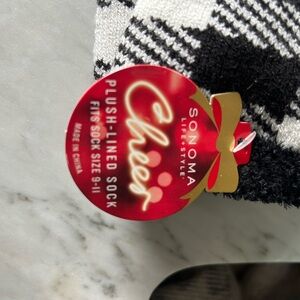 SONOMA
LIFE + STYLE
Cheer
PLUSH-LINED SOCK
FITS SOCK SIZE 9-11
MADE IN CHINA